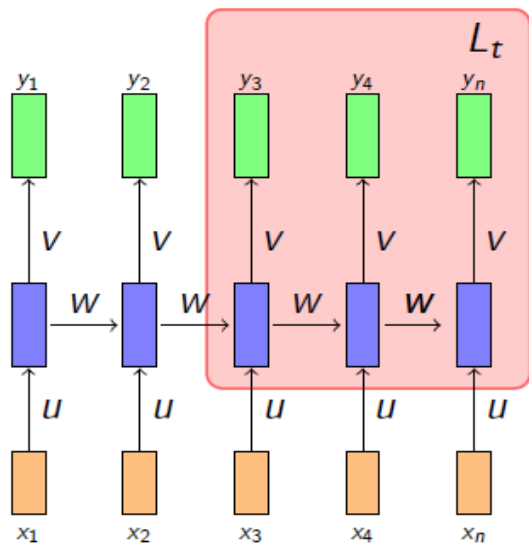 L_t
y_1 y_2 y_3 y_4 y_n
v v v v v
w w w w
u u u u u
x_1 x_2 x_3 x_4 x_n